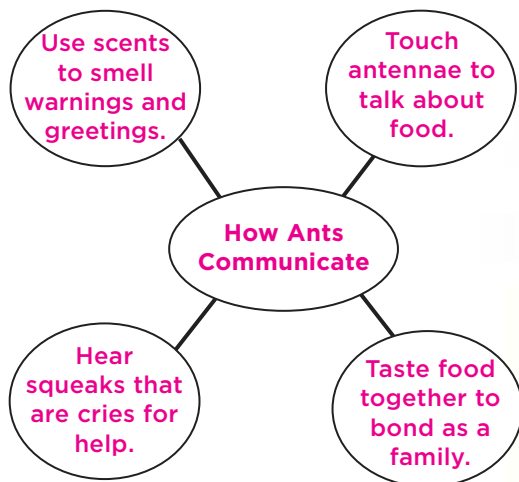 Use scents
to smell
warnings and
greetings.
Touch
antennae to
talk about
food.
How Ants
Communicate
Hear
squeaks that
are cries for
help.
Taste food
together to
bond as a
family.